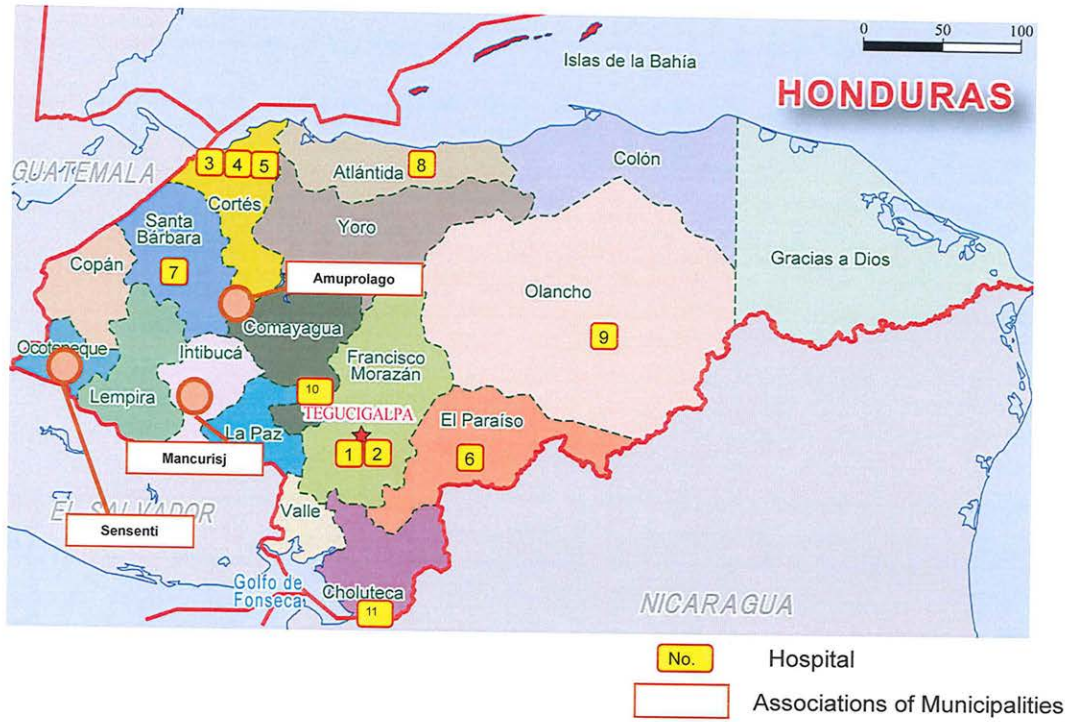 0 50 100
Islas de la Bahía
HONDURAS
GUATEMALA
3 4 5
8
Atlántida
Colón
Cortés
Yoro
Santa
Bárbara
7
Copán
Gracias a Dios
Amuprolago
Olancho
Comayagua
9
Ocotepeque
Intibucá
Francisco
Morazán
Lempira
10
TEGUCIGALPA
El Paraíso
La Paz
1 2
6
Mancurisj
EL SALVADOR
Valle
Sensenti
Golfo de
Fonseca
Choluteca
11
NICARAGUA
No. Hospital
Associations of Municipalities